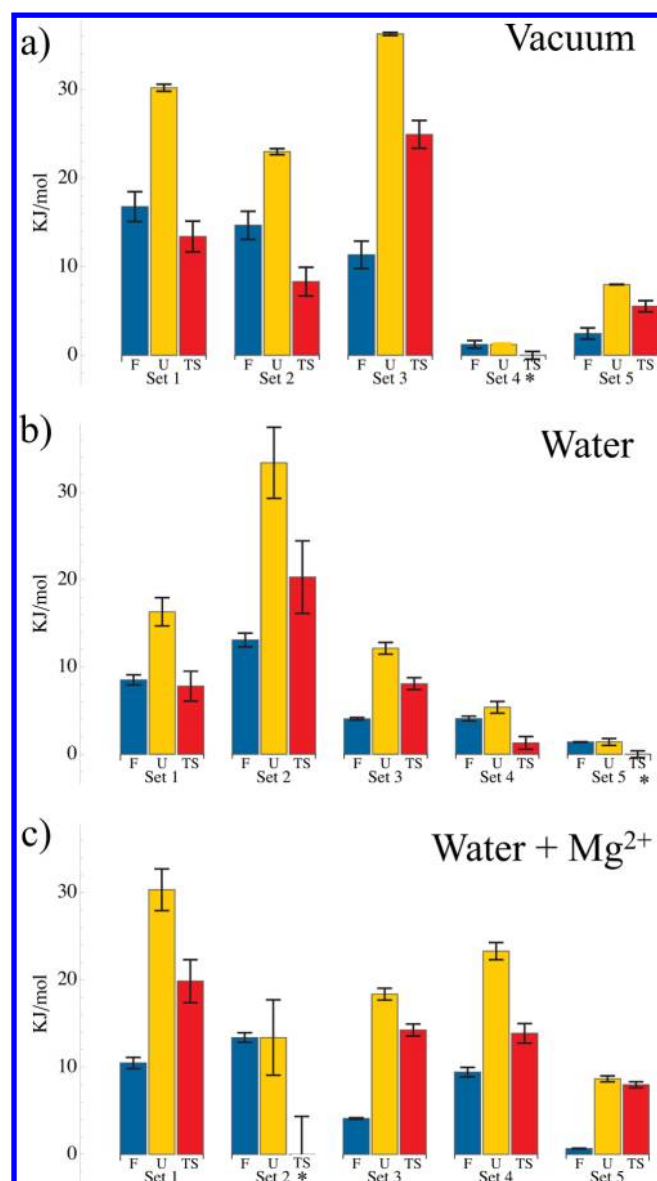 a)
Vacuum
KJ/mol
30
20
10
0
F U TS F U TS F U TS F U TS F U TS
Set 1 Set 2 Set 3 Set 4 * Set 5
b)
Water
KJ/mol
30
20
10
0
F U TS F U TS F U TS F U TS F U TS
Set 1 Set 2 Set 3 Set 4 Set 5 *
c)
Water + Mg²⁺
KJ/mol
30
20
10
0
F U TS F U TS F U TS F U TS F U TS
Set 1 Set 2 * Set 3 Set 4 Set 5